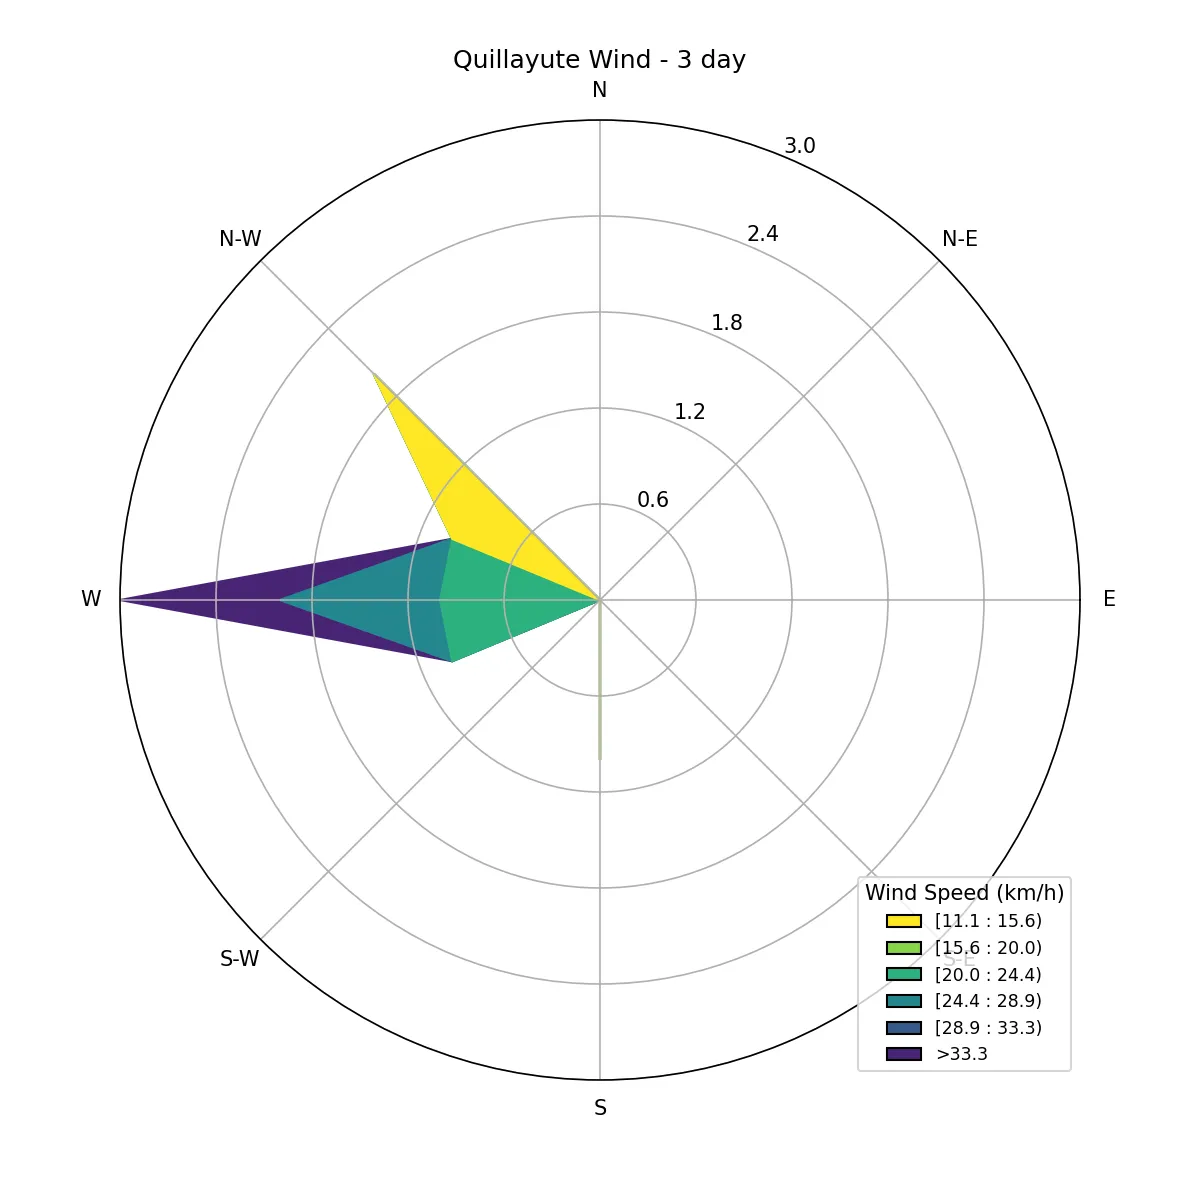 Quillayute Wind - 3 day
N
3.0
N-W
2.4
N-E
1.8
1.2
0.6
W
E
Wind Speed (km/h)
[11.1 : 15.6)
[15.6 : 20.0)
S-W
S-E
[20.0 : 24.4)
[24.4 : 28.9)
[28.9 : 33.3)
>33.3
S